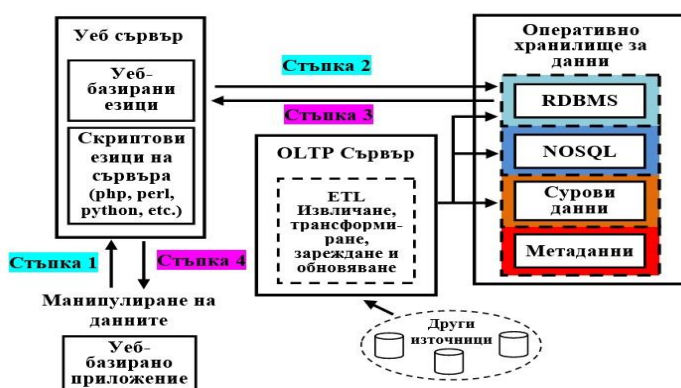 Уеб сървър
Уеб-
базирани
езици
Скриптови
езици на
сървъра
(php, perl,
python, etc.)
Стъпка 1
Стъпка 4
Манипулиране на
данните
Уеб-
базирано
приложение
Стъпка 2
Стъпка 3
OLTP Сървър
ETL
Извличане,
трансформи-
ране,
зареждане и
обновяване
Други
източници
Оперативно
хранилище за
данни
RDBMS
NOSQL
Сурови
данни
Метаданни